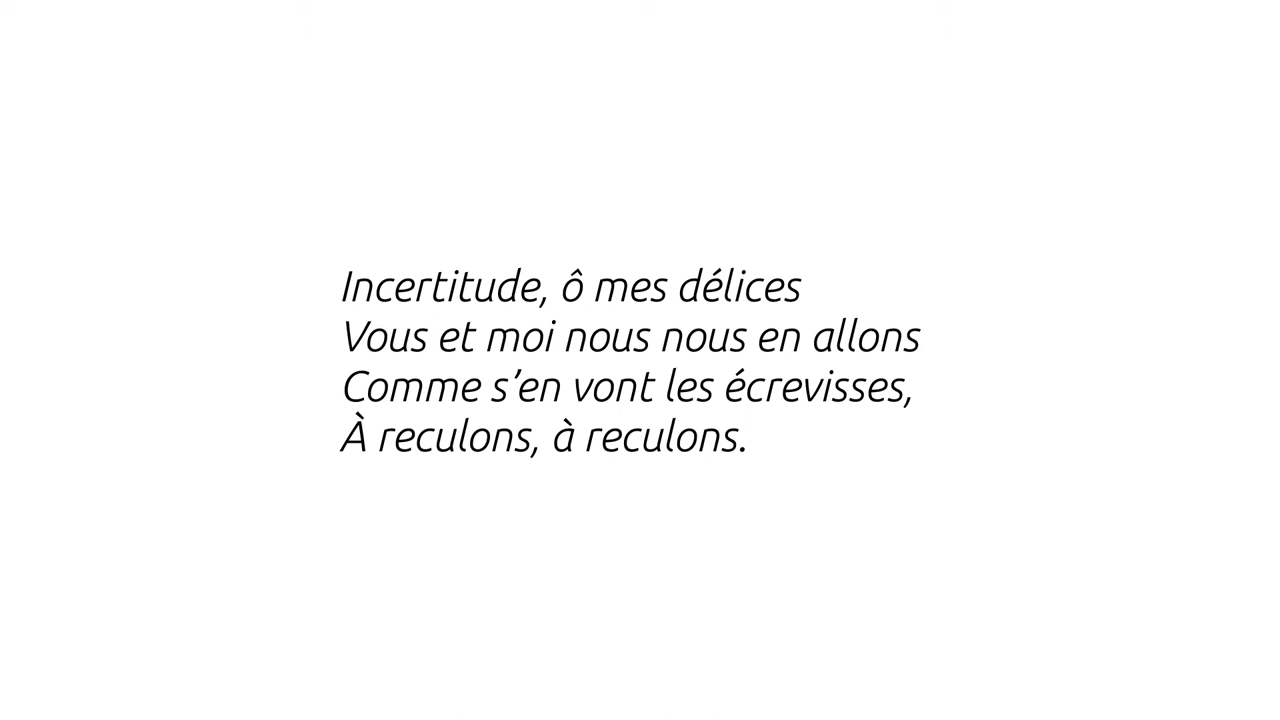 Incertitude, ô mes délices
Vous et moi nous nous en allons
Comme s’en vont les écrevisses,
À reculons, à reculons.